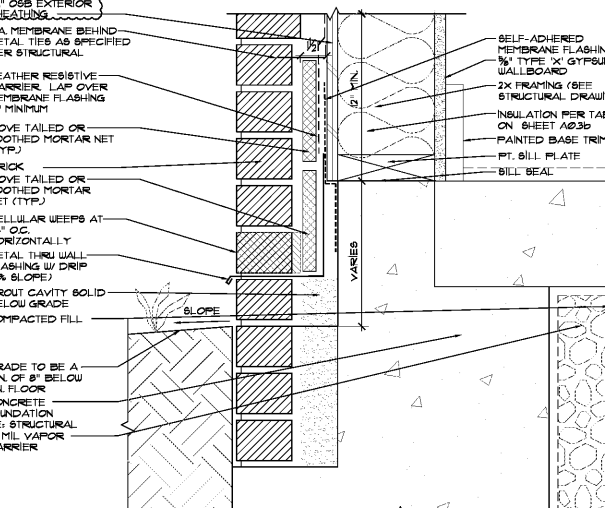 " OSB EXTERIOR
HEATHING
A. MEMBRANE BEHIND
ETAL TIES AS SPECIFIED
ER STRUCTURAL
EATHER RESISTIVE
ARRIER. LAP OVER
EMBRANE FLASHING
" MINIMUM
OVE TAILED OR
OOTHED MORTAR NET
TYP.)
RICK
OVE TAILED OR
OOTHED MORTAR
ET (TYP.)
ELLULAR WEEPS AT
" O.C.
ORIZONTALLY
ETAL THRU WALL
ASHING W/ DRIP
% SLOPE)
ROUT CAVITY SOLID
ELOW GRADE
OMPACTED FILL
RADE TO BE A
N. OF 8" BELOW
N. FLOOR
ONCRETE
UNDATION
E: STRUCTURAL
MIL VAPOR
ARRIER
SLOPE
1/2"
12" MIN.
VARIES
SELF-ADHERED
MEMBRANE FLASHIN
5/8" TYPE 'X' GYPSU
WALLBOARD
2X FRAMING (SEE
STRUCTURAL DRAWI
INSULATION PER TAB
ON SHEET A0.3b
PAINTED BASE TRIM
PT. SILL PLATE
SILL SEAL